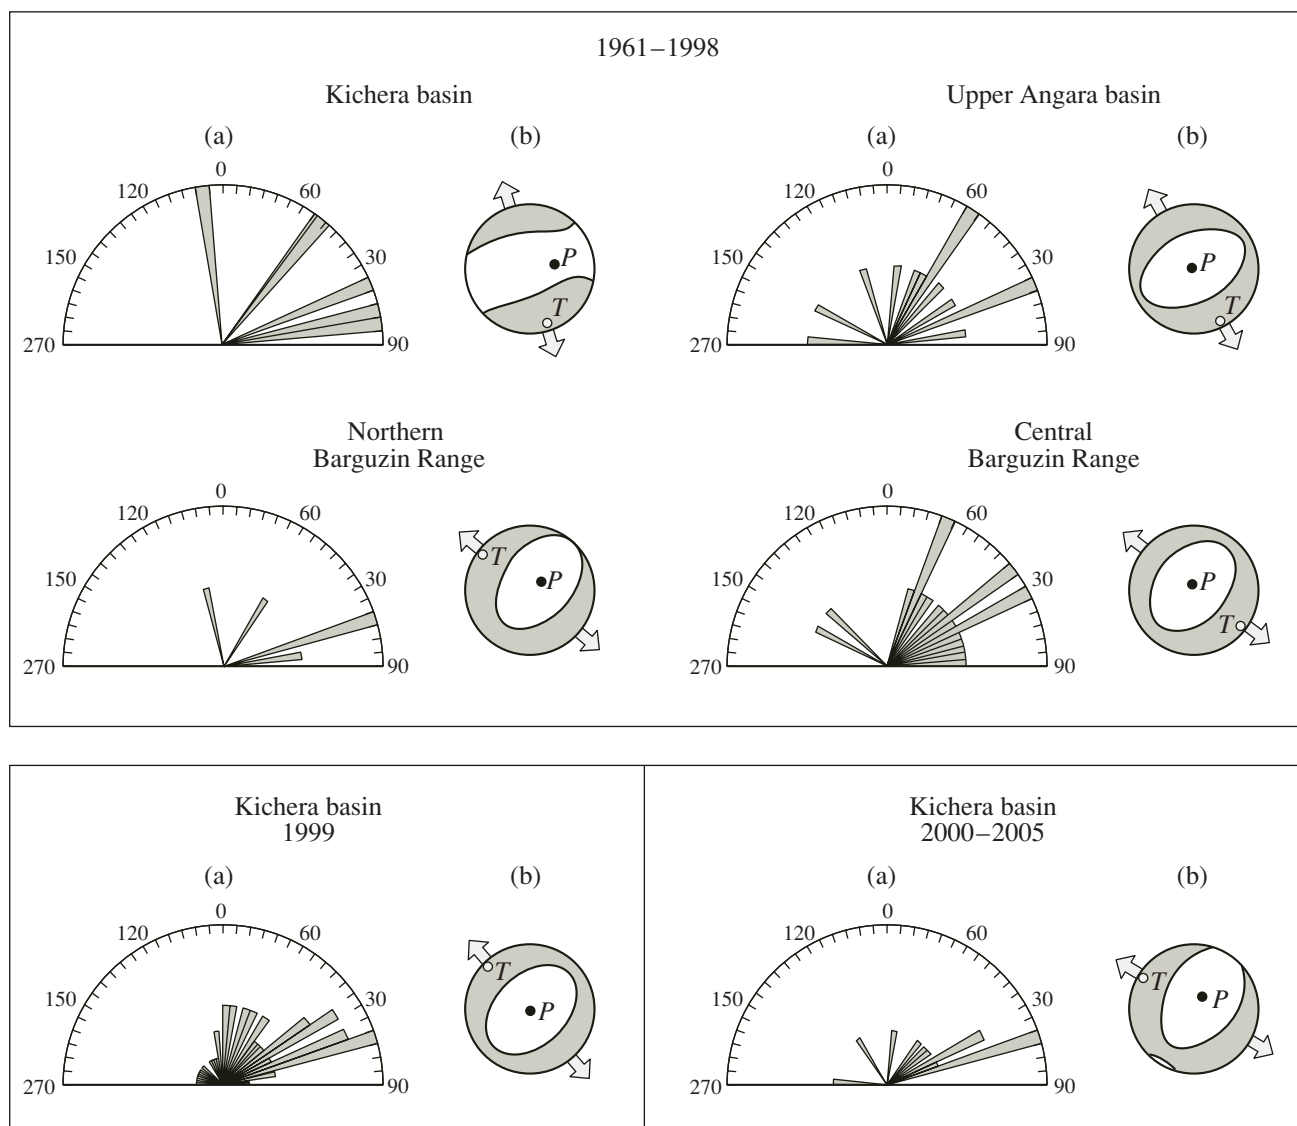 1961–1998
Kichera basin
(a)
(b)
0
120
60
150
30
270
90
P
T
Upper Angara basin
(a)
(b)
0
120
60
150
30
270
90
P
T
Northern
Barguzin Range
0
120
60
150
30
270
90
T
P
Central
Barguzin Range
0
120
60
150
30
270
90
P
T
Kichera basin
1999
(a)
(b)
0
120
60
150
30
270
90
T
P
Kichera basin
2000–2005
(a)
(b)
0
120
60
150
30
270
90
T
P